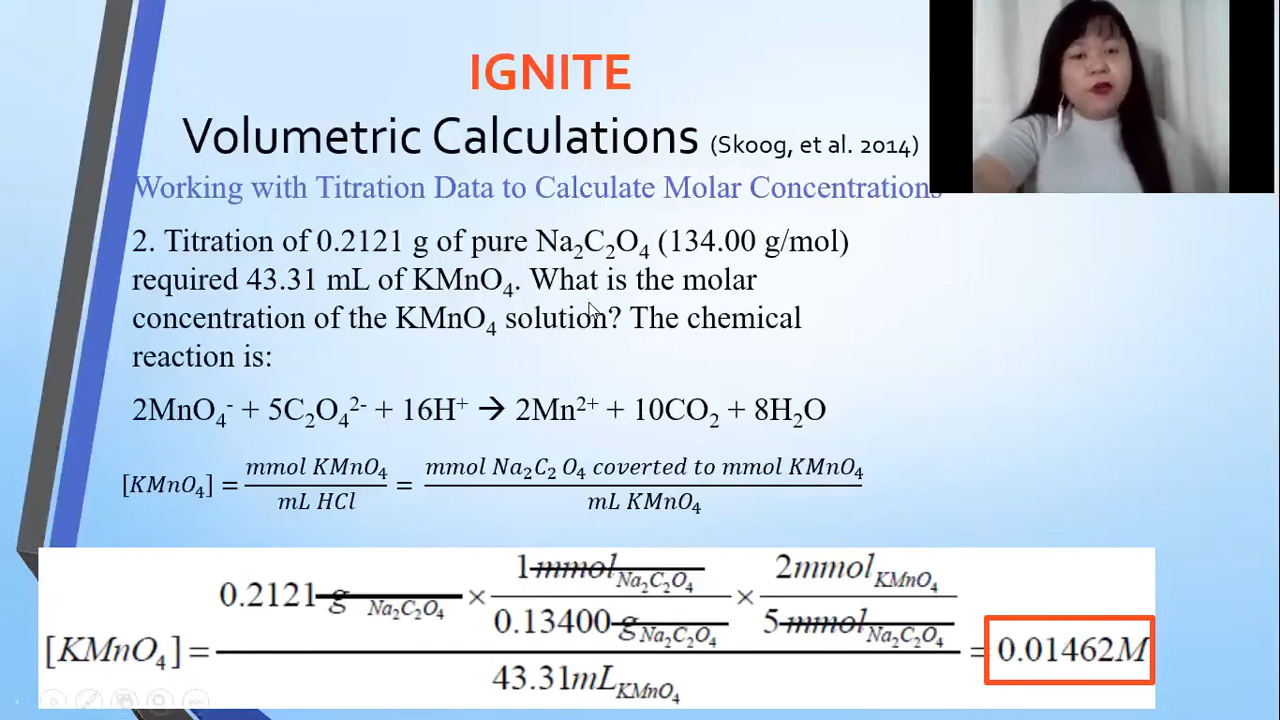 IGNITE
Volumetric Calculations (Skoog, et al. 2014)
Working with Titration Data to Calculate Molar Concentrations
2. Titration of 0.2121 g of pure Na₂C₂O₄ (134.00 g/mol)
required 43.31 mL of KMnO₄. What is the molar
concentration of the KMnO₄ solution? The chemical
reaction is:
2MnO₄⁻ + 5C₂O₄²⁻ + 16H⁺ → 2Mn²⁺ + 10CO₂ + 8H₂O
[KMnO₄] = mmol KMnO₄ / mL HCl = mmol Na₂C₂O₄ coverted to mmol KMnO₄ / mL KMnO₄
[KMnO₄] = 0.2121 g Na₂C₂O₄ × 1 mmol Na₂C₂O₄ / 0.13400 g Na₂C₂O₄ × 2 mmol KMnO₄ / 5 mmol Na₂C₂O₄ / 43.31 mL KMnO₄ = 0.01462 M